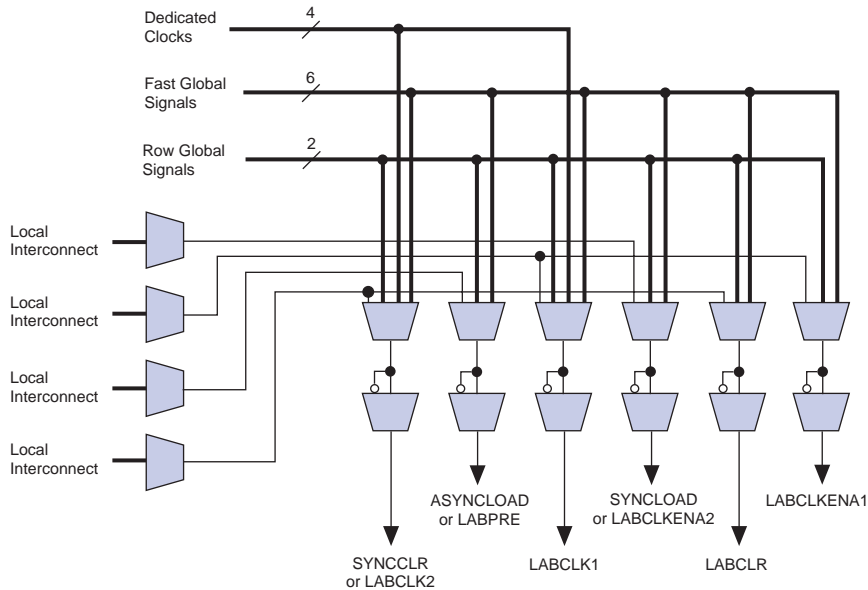 Dedicated
Clocks
4
Fast Global
Signals
6
Row Global
Signals
2
Local
Interconnect
Local
Interconnect
Local
Interconnect
Local
Interconnect
ASYNCLOAD
or LABPRE
SYNCLOAD
or LABCLKENA2
LABCLKENA1
SYNCCLR
or LABCLK2
LABCLK1
LABCLR